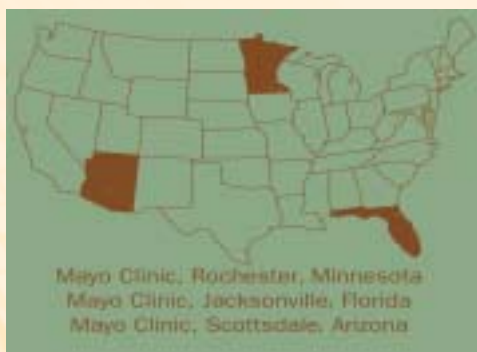 Mayo Clinic, Rochester, Minnesota
Mayo Clinic, Jacksonville, Florida
Mayo Clinic, Scottsdale, Arizona